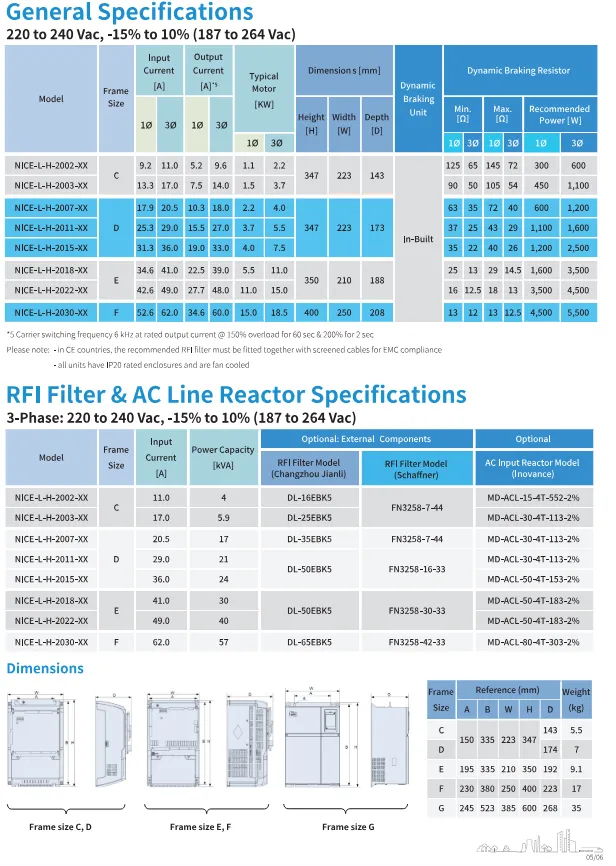 General Specifications
220 to 240 Vac, -15% to 10% (187 to 264 Vac)
Model Frame Size Input Current [A] Output Current [A]*5 Typical Motor [KW] Dimensions [mm] Dynamic Braking Unit Dynamic Braking Resistor
Height [H] Width [W] Depth [D] Min. [Ω] Max. [Ω] Recommended Power [W]
1Ø 3Ø 1Ø 3Ø 1Ø 3Ø 1Ø 3Ø 1Ø 3Ø 1Ø 3Ø
NICE-L-H-2002-XX C 9.2 11.0 5.2 9.6 1.1 2.2 347 223 143 In-Built 125 65 145 72 300 600
NICE-L-H-2003-XX 13.3 17.0 7.5 14.0 1.5 3.7 90 50 105 54 450 1,100
NICE-L-H-2007-XX D 17.9 20.5 10.3 18.0 2.2 4.0 347 223 173 63 35 72 40 600 1,200
NICE-L-H-2011-XX 25.3 29.0 15.5 27.0 3.7 5.5 37 25 43 29 1,100 1,600
NICE-L-H-2015-XX 31.3 36.0 19.0 33.0 4.0 7.5 35 22 40 26 1,200 2,500
NICE-L-H-2018-XX E 34.6 41.0 22.5 39.0 5.5 11.0 350 210 188 25 13 29 14.5 1,600 3,500
NICE-L-H-2022-XX 42.6 49.0 27.7 48.0 11.0 15.0 16 12.5 18 13 3,500 4,500
NICE-L-H-2030-XX F 52.6 62.0 34.6 60.0 15.0 18.5 400 250 208 13 12 13 12.5 4,500 5,500
*5 Carrier switching frequency 6 kHz at rated output current @ 150% overload for 60 sec & 200% for 2 sec
Please note: - in CE countries, the recommended RFI filter must be fitted together with screened cables for EMC compliance
- all units have IP20 rated enclosures and are fan cooled
RFI Filter & AC Line Reactor Specifications
3-Phase: 220 to 240 Vac, -15% to 10% (187 to 264 Vac)
Model Frame Size Input Current [A] Power Capacity [kVA] Optional: External Components Optional
RFI Filter Model (Changzhou Jianli) RFI Filter Model (Schaffner) AC Input Reactor Model (Inovance)
NICE-L-H-2002-XX C 11.0 4 DL-16EBK5 FN3258-7-44 MD-ACL-15-4T-552-2%
NICE-L-H-2003-XX 17.0 5.9 DL-25EBK5 MD-ACL-30-4T-113-2%
NICE-L-H-2007-XX D 20.5 17 DL-35EBK5 FN3258-7-44 MD-ACL-30-4T-113-2%
NICE-L-H-2011-XX 29.0 21 DL-50EBK5 FN3258-16-33 MD-ACL-30-4T-113-2%
NICE-L-H-2015-XX 36.0 24 MD-ACL-50-4T-153-2%
NICE-L-H-2018-XX E 41.0 30 DL-50EBK5 FN3258-30-33 MD-ACL-50-4T-183-2%
NICE-L-H-2022-XX 49.0 40 MD-ACL-50-4T-183-2%
NICE-L-H-2030-XX F 62.0 57 DL-65EBK5 FN3258-42-33 MD-ACL-80-4T-303-2%
Dimensions
W A D W A D W A D
B H B H B H
Frame size C, D Frame size E, F Frame size G
Frame Size Reference (mm) Weight (kg)
A B W H D
C 150 335 223 347 143 5.5
D 174 7
E 195 335 210 350 192 9.1
F 230 380 250 400 223 17
G 245 523 385 600 268 35
05/06